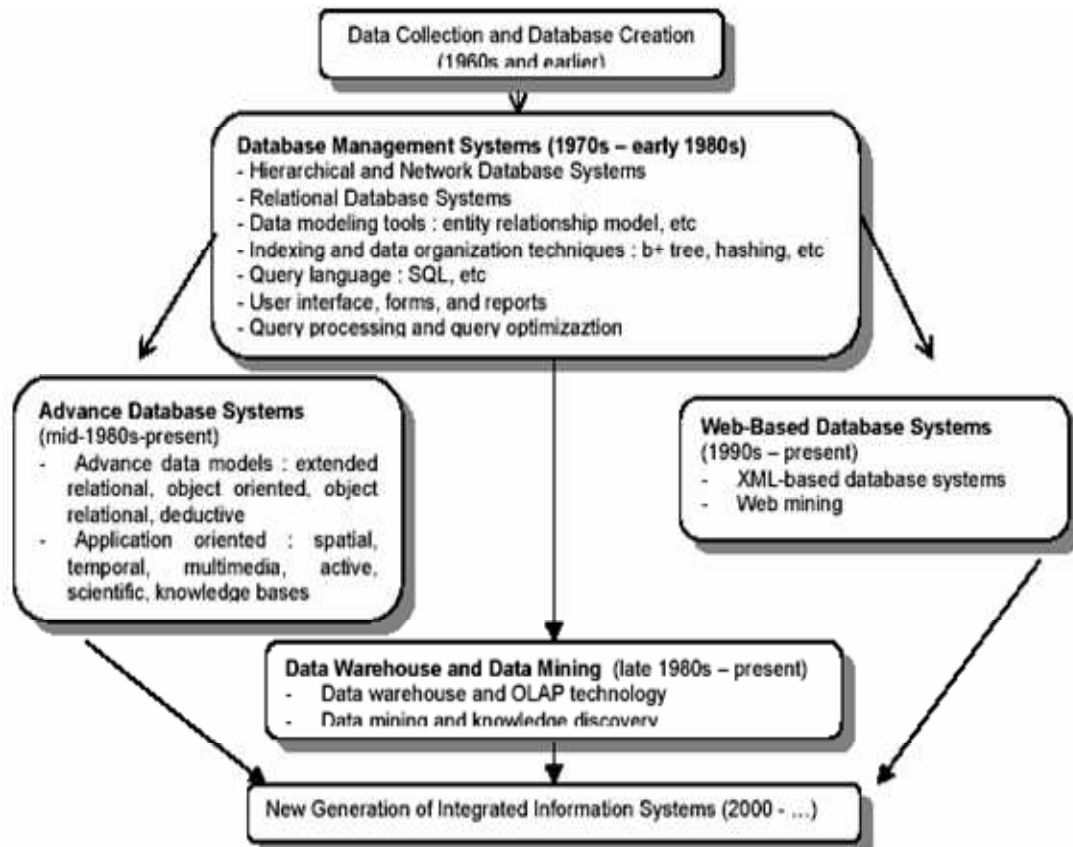 Data Collection and Database Creation
(1960s and earlier)
Database Management Systems (1970s – early 1980s)
- Hierarchical and Network Database Systems
- Relational Database Systems
- Data modeling tools : entity relationship model, etc
- Indexing and data organization techniques : b+ tree, hashing, etc
- Query language : SQL, etc
- User interface, forms, and reports
- Query processing and query optimizaztion
Advance Database Systems
(mid-1980s-present)
- Advance data models : extended
relational, object oriented, object
relational, deductive
- Application oriented : spatial,
temporal, multimedia, active,
scientific, knowledge bases
Web-Based Database Systems
(1990s – present)
- XML-based database systems
- Web mining
Data Warehouse and Data Mining (late 1980s – present)
- Data warehouse and OLAP technology
- Data mining and knowledge discovery
New Generation of Integrated Information Systems (2000 - …)